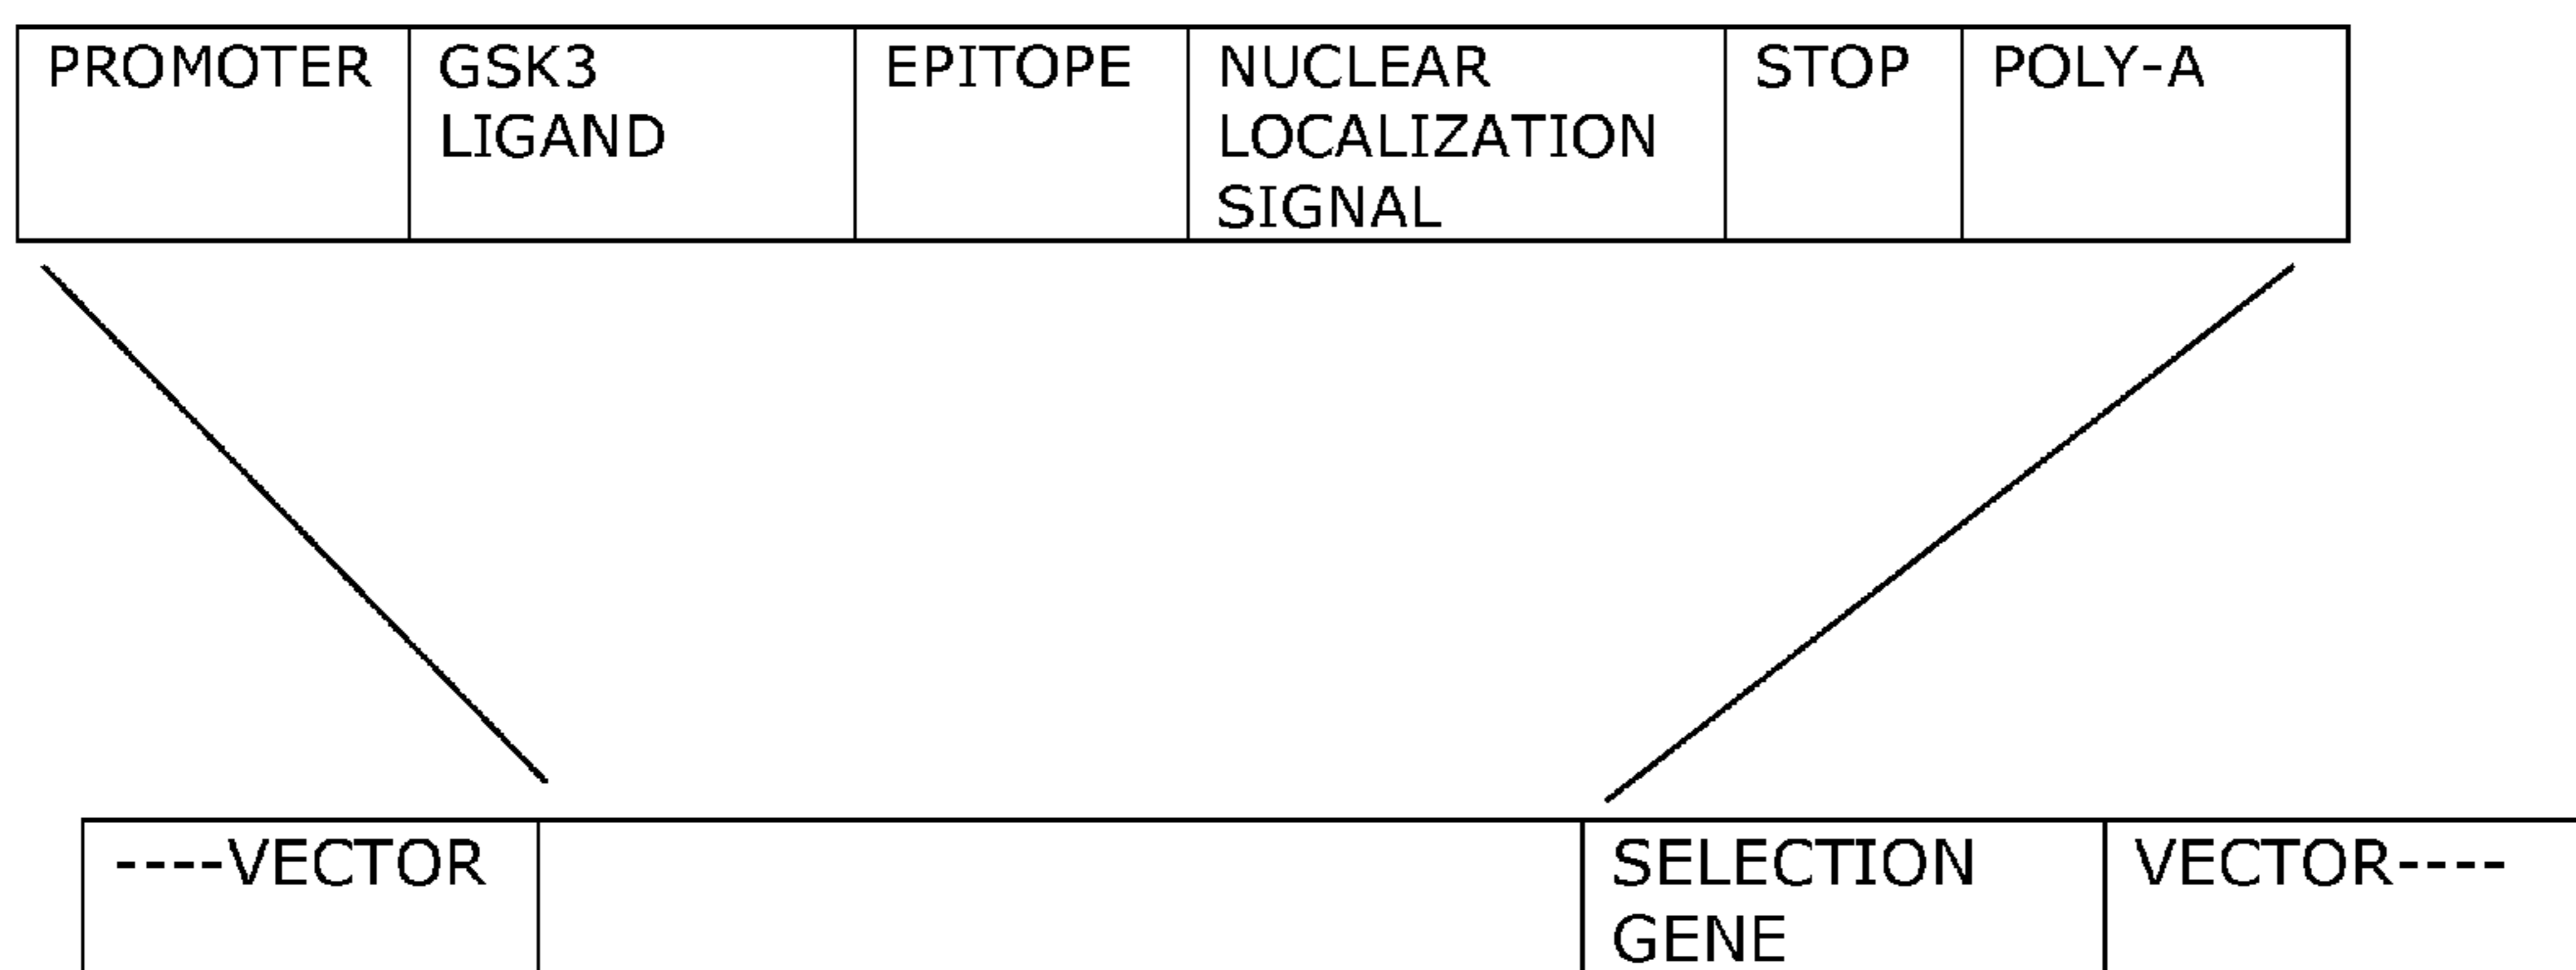 PROMOTER
GSK3
LIGAND
EPITOPE
NUCLEAR
LOCALIZATION
SIGNAL
STOP
POLY-A
----VECTOR
SELECTION
GENE
VECTOR----